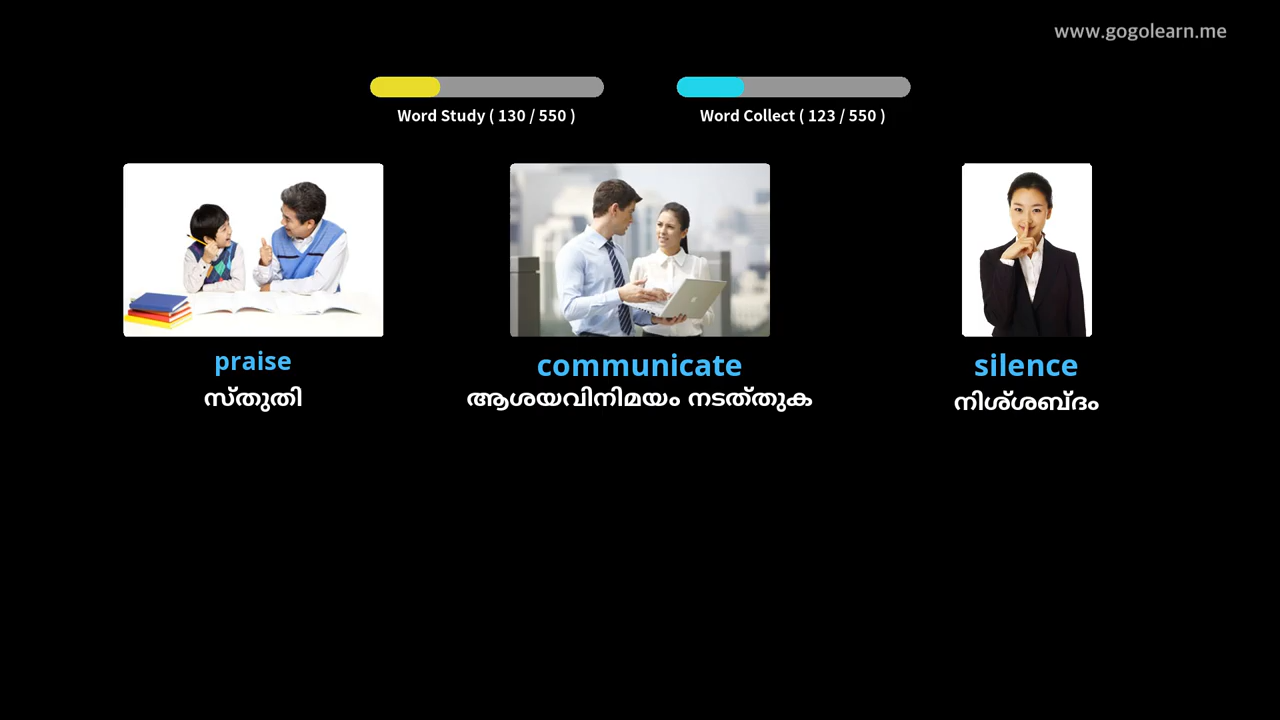 www.gogolearn.me
Word Study ( 130 / 550 )
Word Collect ( 123 / 550 )
praise
communicate
silence
സ്തുതി
ആശയവിനിമയം നടത്തുക
നിശ്ശബ്ദം